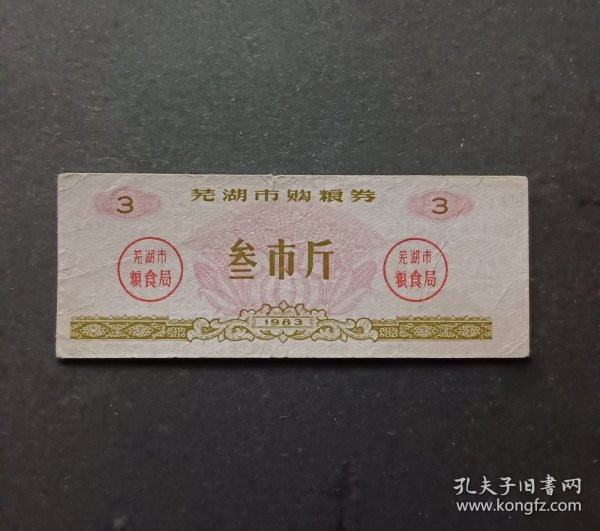 芜湖市购粮券
3
3
叁市斤
芜湖市
粮食局
芜湖市
粮食局
1983
孔夫子旧书网
www.kongfz.com